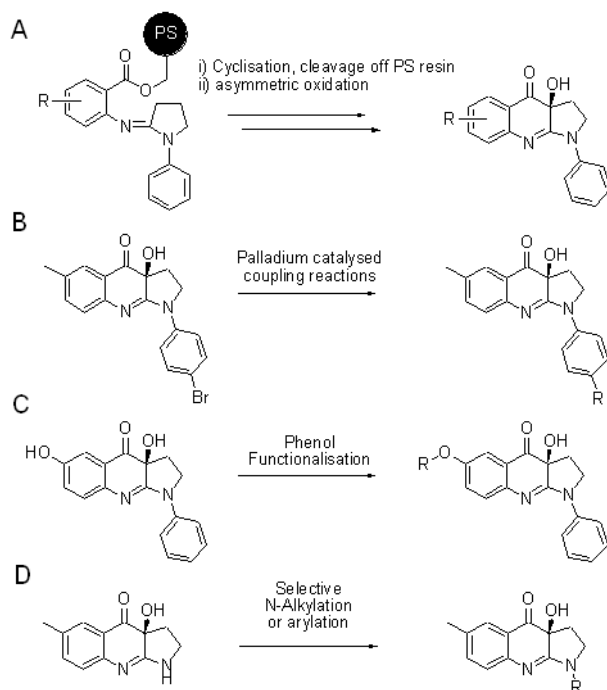 A
PS
O
O
R
N
N
i) Cyclisation, cleavage off PS resin
ii) asymmetric oxidation
O
OH
R
N
N
B
O
OH
N
N
Br
Palladium catalysed
coupling reactions
O
OH
N
N
R
C
HO
O
OH
N
N
Phenol
Functionalisation
R
O
O
OH
N
N
D
O
OH
N
N
H
Selective
N-Alkylation
or arylation
O
OH
N
N
R